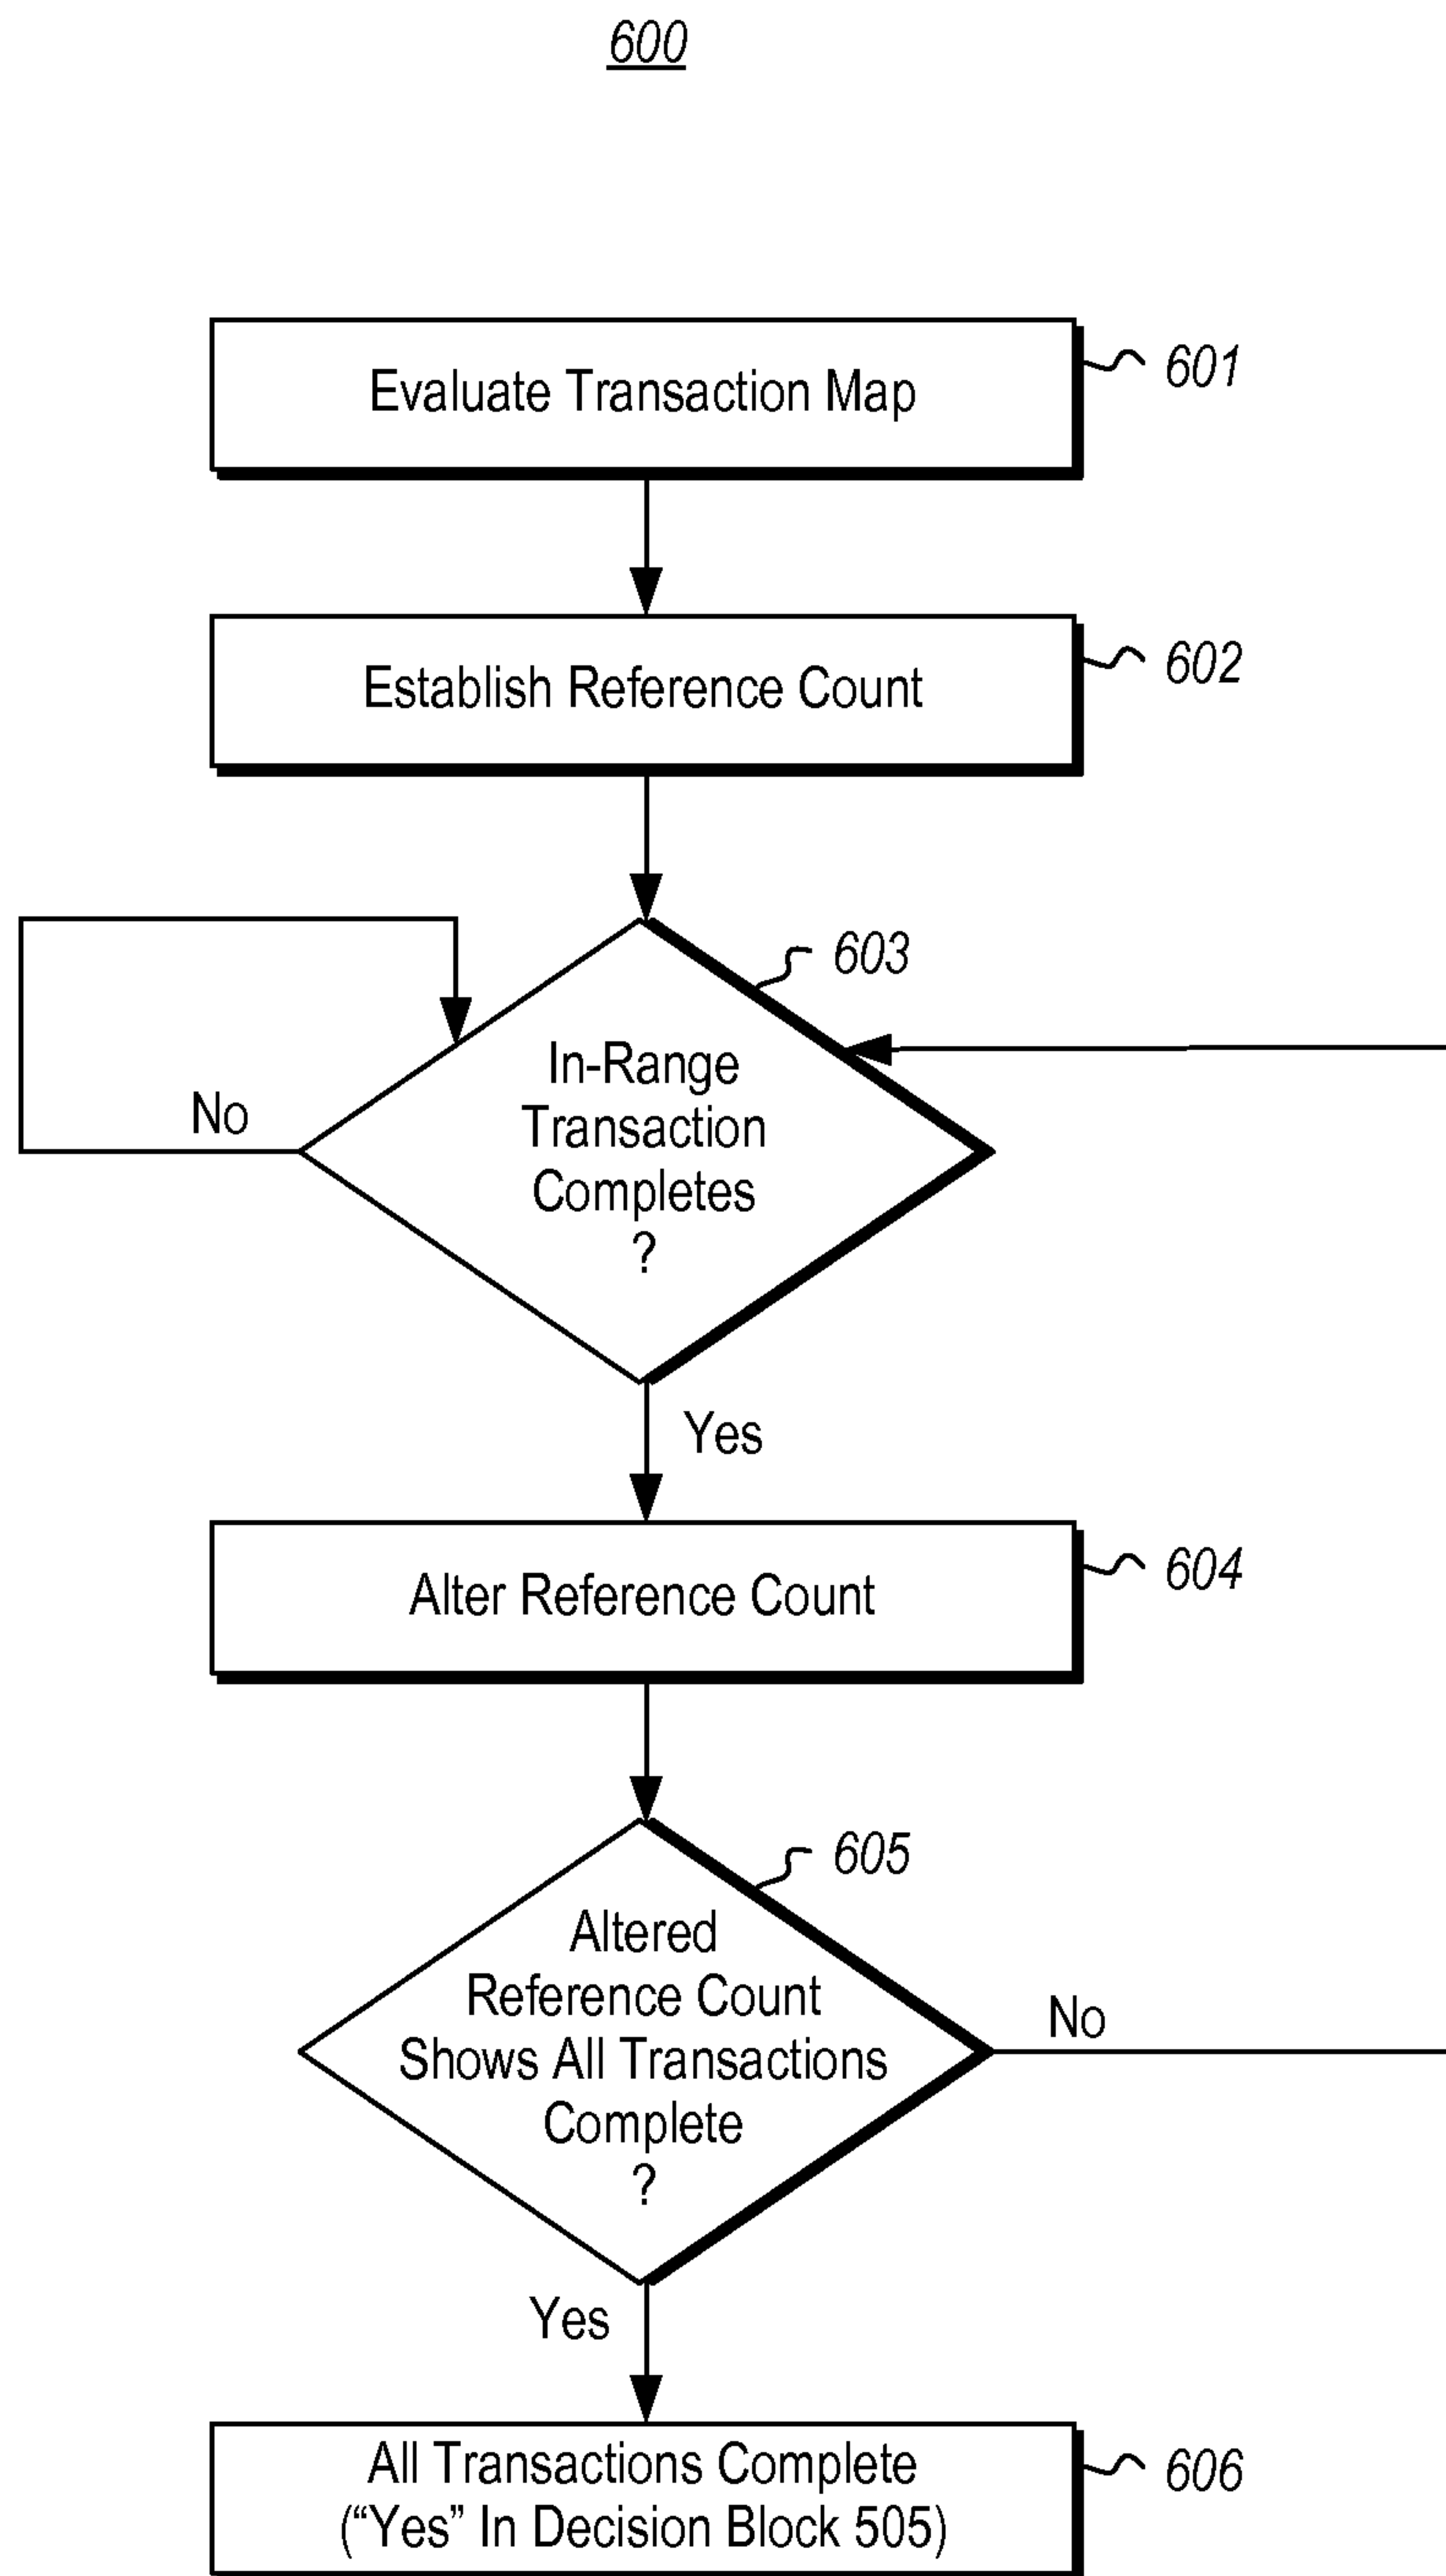 600
Evaluate Transaction Map
601
Establish Reference Count
602
603
In-Range
Transaction
Completes
?
No
Yes
Alter Reference Count
604
605
Altered
Reference Count
Shows All Transactions
Complete
?
No
Yes
All Transactions Complete
(“Yes” In Decision Block 505)
606